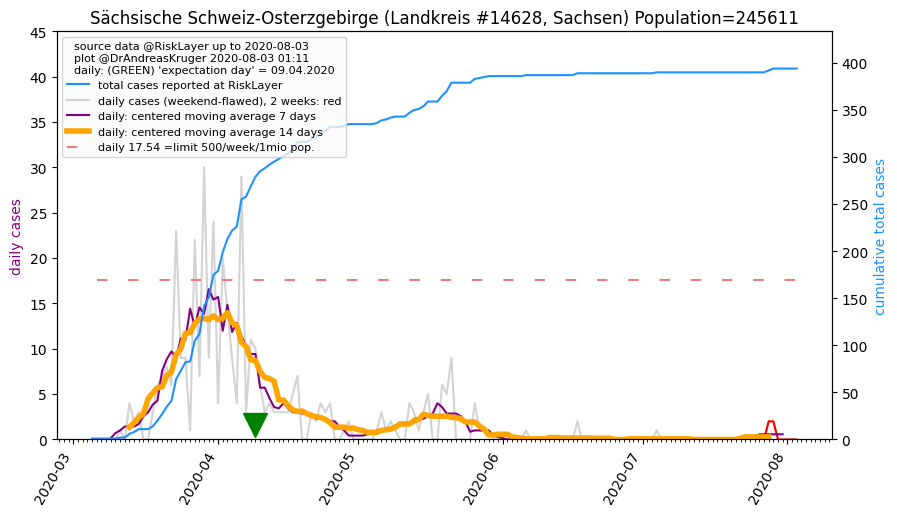 Sächsische Schweiz-Osterzgebirge (Landkreis #14628, Sachsen) Population=245611
source data @RiskLayer up to 2020-08-03
plot @DrAndreasKruger 2020-08-03 01:11
daily: (GREEN) 'expectation day' = 09.04.2020
total cases reported at RiskLayer
daily cases (weekend-flawed), 2 weeks: red
daily: centered moving average 7 days
daily: centered moving average 14 days
daily 17.54 =limit 500/week/1mio pop.
daily cases
45
40
35
30
25
20
15
10
5
0
cumulative total cases
400
350
300
250
200
150
100
50
0
2020-03
2020-04
2020-05
2020-06
2020-07
2020-08